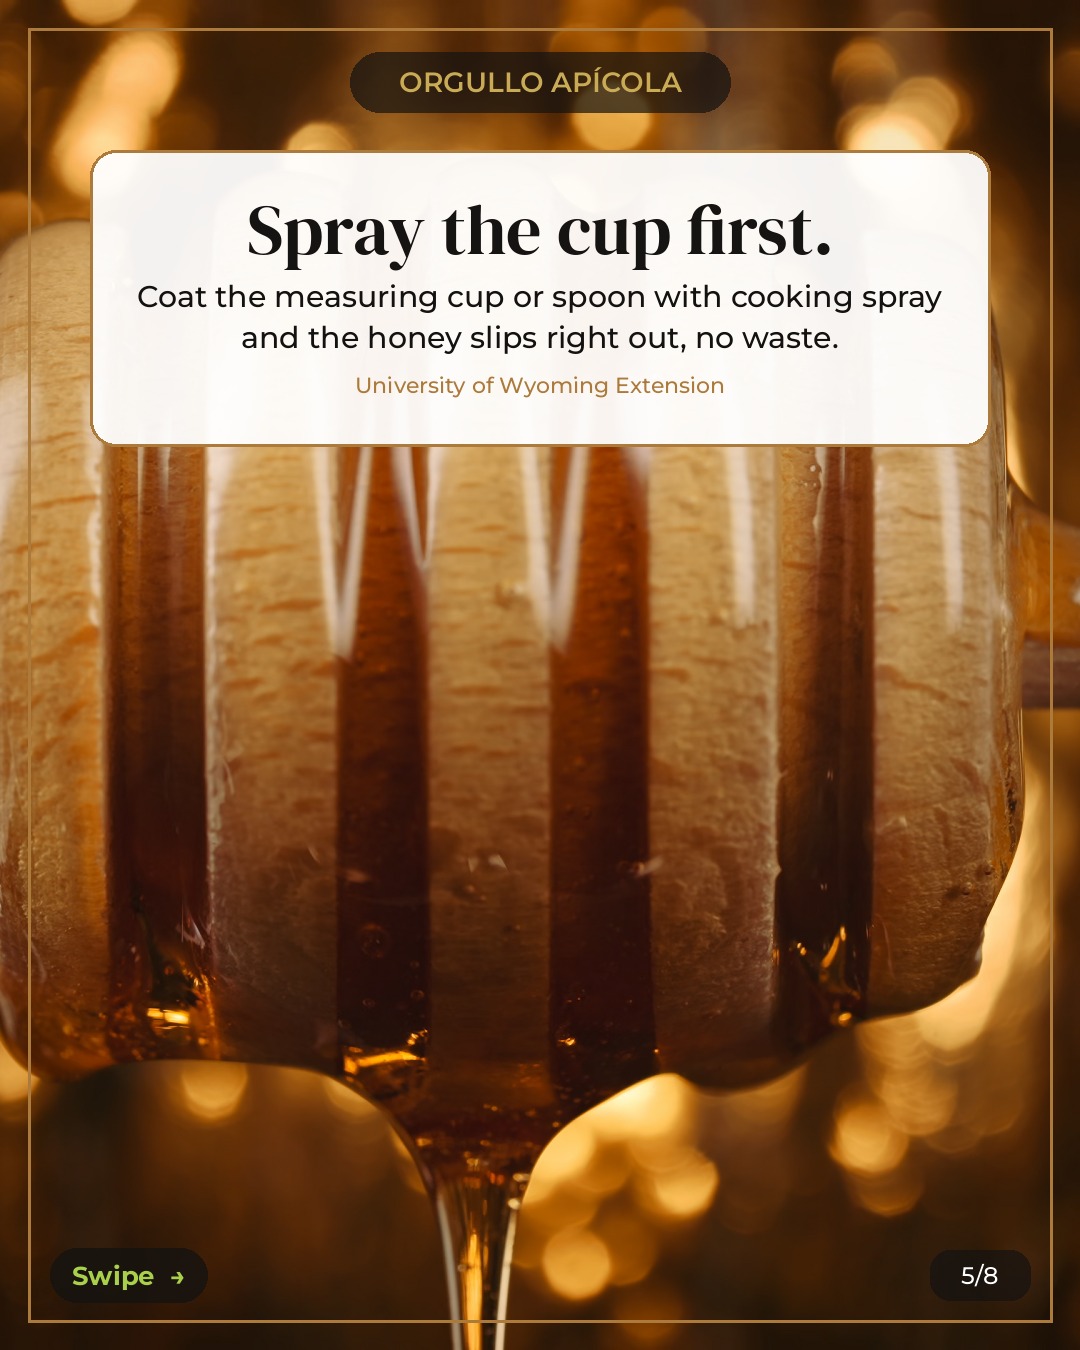 ORGULLO APÍCOLA
Spray the cup first.
Coat the measuring cup or spoon with cooking spray
and the honey slips right out, no waste.
University of Wyoming Extension
Swipe →
5/8